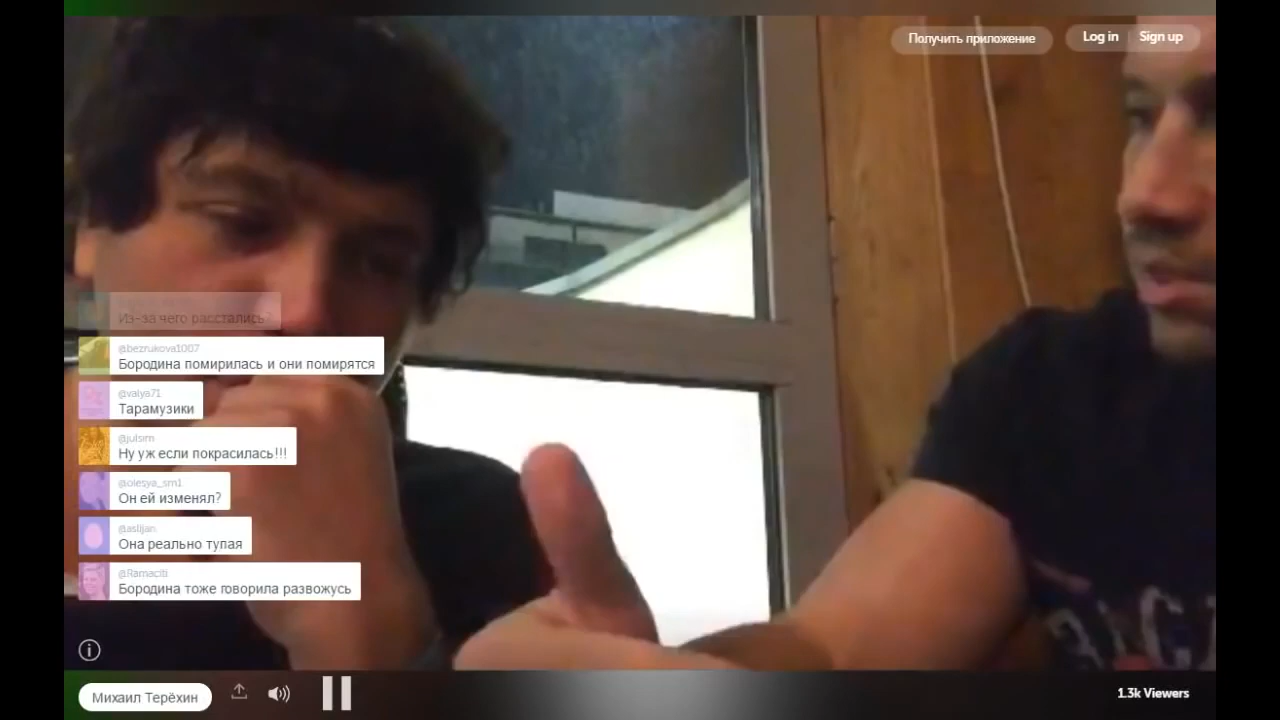 Получить приложение
Log in
Sign up
Из-за чего расстались?
@bezrukova1007
Бородина помирилась и они помирятся
@valya71
Тарамузики
@julsrm
Ну уж если покрасилась!!!
@olesya_sm1
Он ей изменял?
@aslijan
Она реально тупая
@Ramaciti
Бородина тоже говорила развожусь
Михаил Терёхин
1.3k Viewers